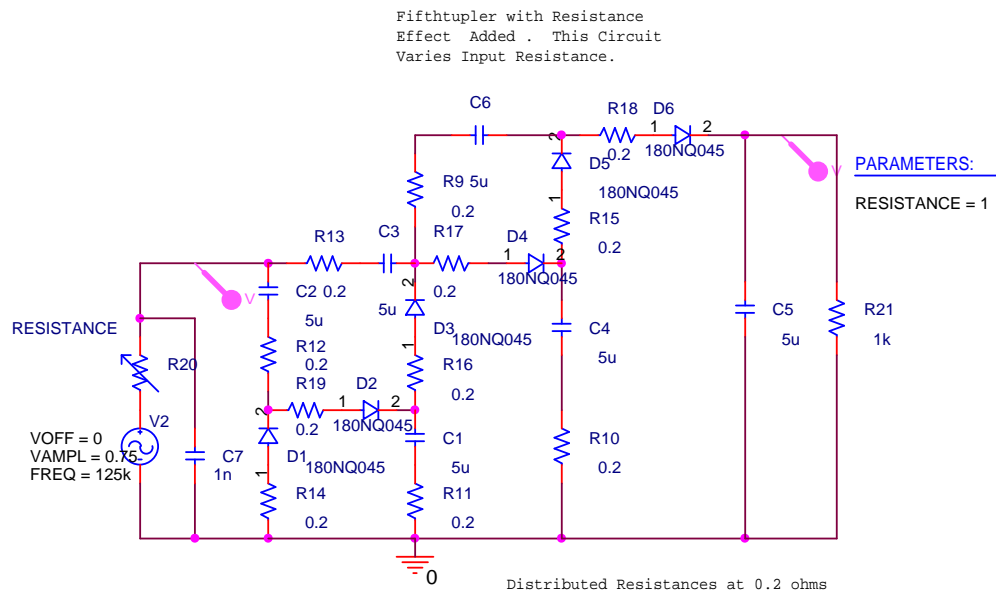 Fifthtupler with Resistance
Effect Added . This Circuit
Varies Input Resistance.
C6
R18 D6
2
1
2
0.2
180NQ045
D5
180NQ045
V
PARAMETERS:
RESISTANCE = 1
R9 5u
0.2
1
R15
0.2
R13
C3
R17
D4
1
2
180NQ045
0.2
5u
0.2
V
C2
5u
2
D3
180NQ045
1
C4
5u
C5
5u
R21
1k
RESISTANCE
R20
R12
0.2
R16
0.2
R19
D2
1
2
0.2
180NQ045
2
V2
VOFF = 0
VAMPL = 0.75
FREQ = 125k
C7
1n
D1
180NQ045
1
C1
5u
R10
0.2
R14
0.2
R11
0.2
0
Distributed Resistances at 0.2 ohms